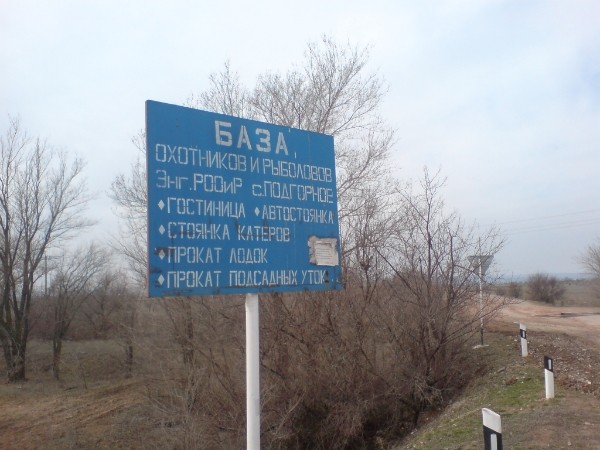 БАЗА
ОХОТНИКОВ И РЫБОЛОВОВ
Энг.РООиР с.ПОДГОРНОЕ
♦ГОСТИНИЦА ♦АВТОСТОЯНКА
♦СТОЯНКА КАТЕРОВ
♦ПРОКАТ ЛОДОК
♦ПРОКАТ ПОДСАДНЫХ УТОК